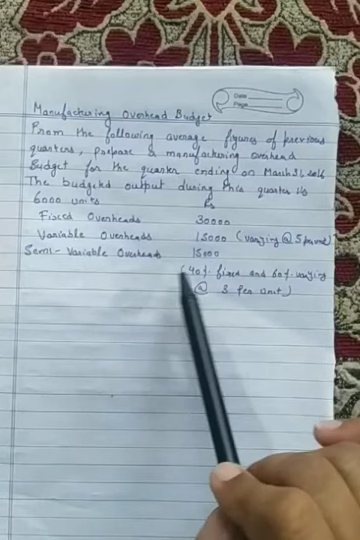 Date
Page
Manufacturing Overhead Budget
From the following average figures of previous
quarters, prepare a manufacturing overhead
Budget for the quarter ending on March 31,
The budgeted output during this quarter is
6000 units Rs
Fixed Overheads 30000
Variable Overheads 15000 (varying @ 5 per unit)
Semi-Variable Overheads 15000
(40% fixed and 60% varying
@ 3 per unit)